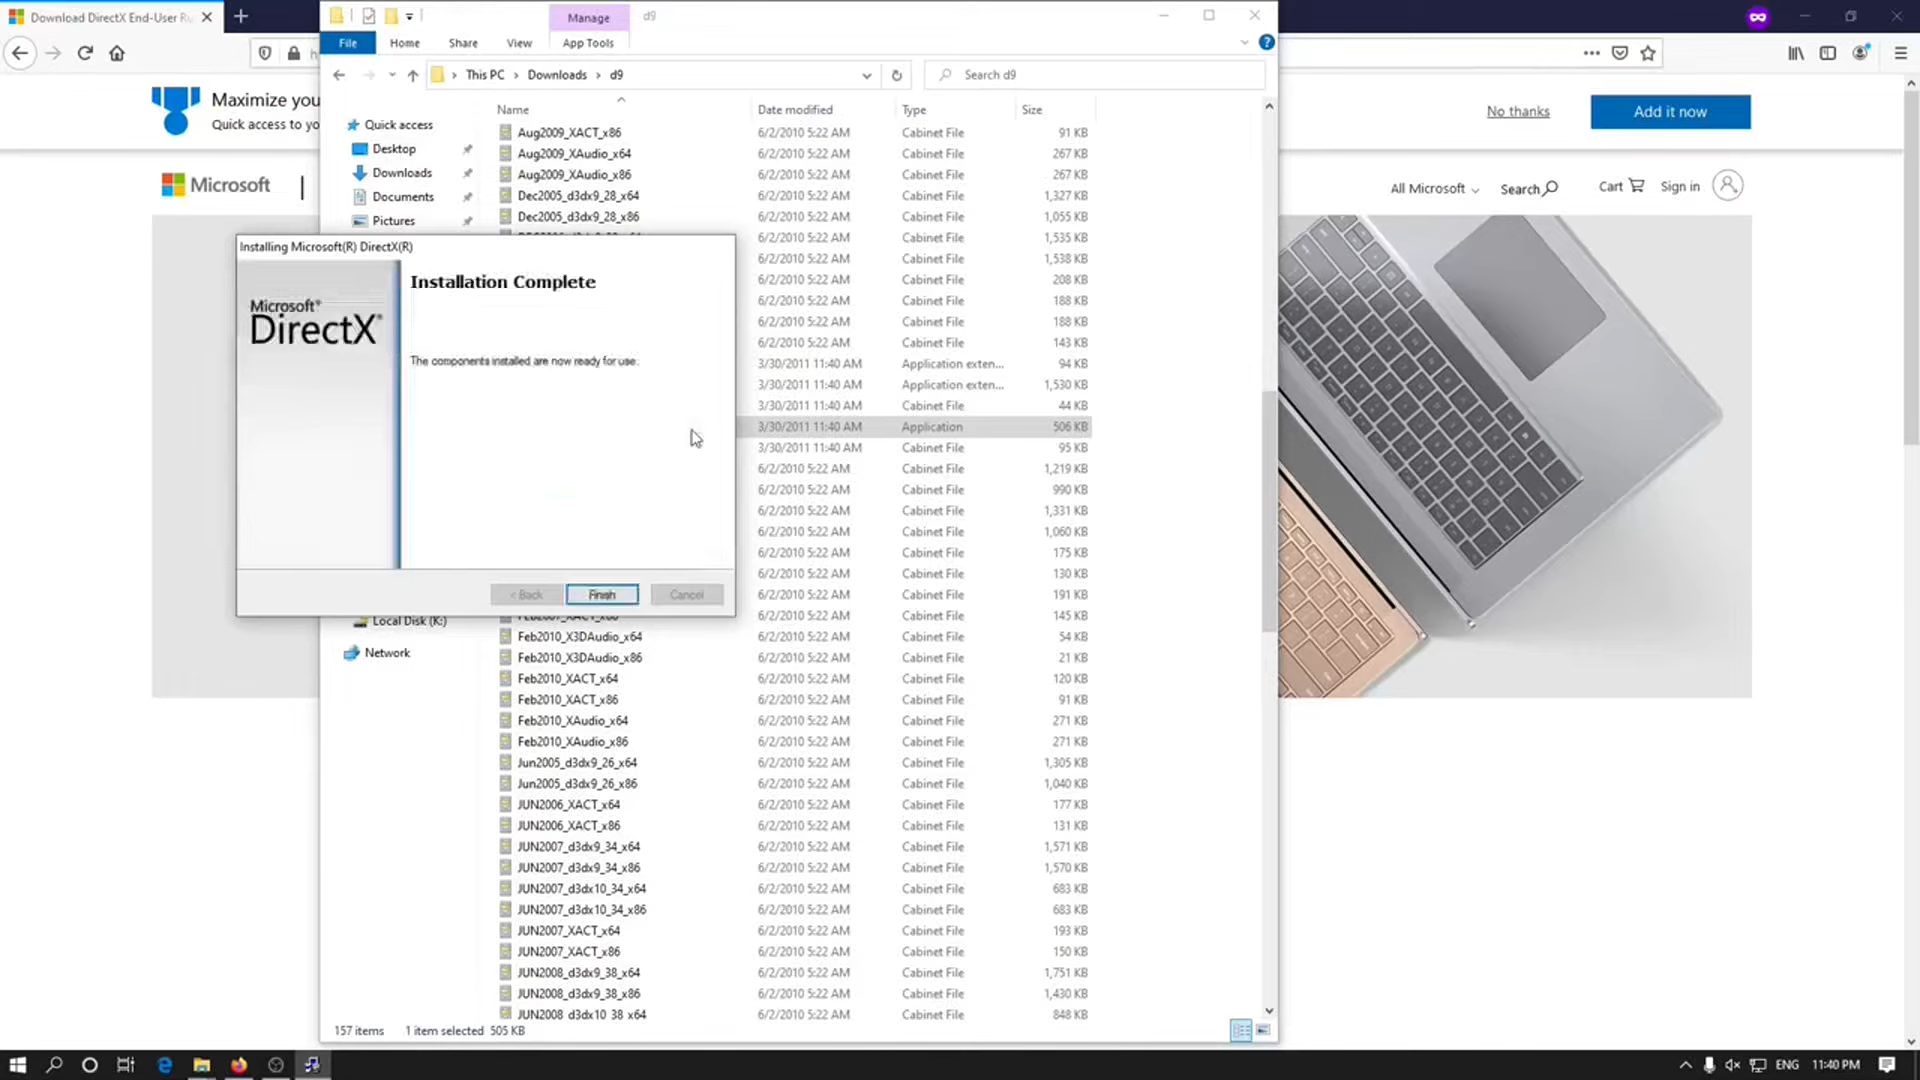 Download DirectX End-User Ru
Manage
d9
File
Home
Share
View
App Tools
This PC
Downloads
d9
Search d9
Maximize you
Quick access to yo
No thanks
Add it now
Microsoft
All Microsoft
Search
Cart
Sign in
Name
Date modified
Type
Size
Quick access
Desktop
Downloads
Documents
Pictures
Local Disk (K:)
Network
Aug2009_XACT_x86 6/2/2010 5:22 AM Cabinet File 91 KB
Aug2009_XAudio_x64 6/2/2010 5:22 AM Cabinet File 267 KB
Aug2009_XAudio_x86 6/2/2010 5:22 AM Cabinet File 267 KB
Dec2005_d3dx9_28_x64 6/2/2010 5:22 AM Cabinet File 1,327 KB
Dec2005_d3dx9_28_x86 6/2/2010 5:22 AM Cabinet File 1,055 KB
6/2/2010 5:22 AM Cabinet File 1,535 KB
6/2/2010 5:22 AM Cabinet File 1,538 KB
6/2/2010 5:22 AM Cabinet File 208 KB
6/2/2010 5:22 AM Cabinet File 188 KB
6/2/2010 5:22 AM Cabinet File 188 KB
6/2/2010 5:22 AM Cabinet File 143 KB
3/30/2011 11:40 AM Application exten... 94 KB
3/30/2011 11:40 AM Application exten... 1,530 KB
3/30/2011 11:40 AM Cabinet File 44 KB
3/30/2011 11:40 AM Application 506 KB
3/30/2011 11:40 AM Cabinet File 95 KB
6/2/2010 5:22 AM Cabinet File 1,219 KB
6/2/2010 5:22 AM Cabinet File 990 KB
6/2/2010 5:22 AM Cabinet File 1,331 KB
6/2/2010 5:22 AM Cabinet File 1,060 KB
6/2/2010 5:22 AM Cabinet File 175 KB
6/2/2010 5:22 AM Cabinet File 130 KB
6/2/2010 5:22 AM Cabinet File 191 KB
6/2/2010 5:22 AM Cabinet File 145 KB
Feb2010_X3DAudio_x64 6/2/2010 5:22 AM Cabinet File 54 KB
Feb2010_X3DAudio_x86 6/2/2010 5:22 AM Cabinet File 21 KB
Feb2010_XACT_x64 6/2/2010 5:22 AM Cabinet File 120 KB
Feb2010_XACT_x86 6/2/2010 5:22 AM Cabinet File 91 KB
Feb2010_XAudio_x64 6/2/2010 5:22 AM Cabinet File 271 KB
Feb2010_XAudio_x86 6/2/2010 5:22 AM Cabinet File 271 KB
Jun2005_d3dx9_26_x64 6/2/2010 5:22 AM Cabinet File 1,305 KB
Jun2005_d3dx9_26_x86 6/2/2010 5:22 AM Cabinet File 1,040 KB
JUN2006_XACT_x64 6/2/2010 5:22 AM Cabinet File 177 KB
JUN2006_XACT_x86 6/2/2010 5:22 AM Cabinet File 131 KB
JUN2007_d3dx9_34_x64 6/2/2010 5:22 AM Cabinet File 1,571 KB
JUN2007_d3dx9_34_x86 6/2/2010 5:22 AM Cabinet File 1,570 KB
JUN2007_d3dx10_34_x64 6/2/2010 5:22 AM Cabinet File 683 KB
JUN2007_d3dx10_34_x86 6/2/2010 5:22 AM Cabinet File 683 KB
JUN2007_XACT_x64 6/2/2010 5:22 AM Cabinet File 193 KB
JUN2007_XACT_x86 6/2/2010 5:22 AM Cabinet File 150 KB
JUN2008_d3dx9_38_x64 6/2/2010 5:22 AM Cabinet File 1,751 KB
JUN2008_d3dx9_38_x86 6/2/2010 5:22 AM Cabinet File 1,430 KB
JUN2008_d3dx10_38_x64 6/2/2010 5:22 AM Cabinet File 848 KB
Installing Microsoft(R) DirectX(R)
Microsoft®
DirectX®
Installation Complete
The components installed are now ready for use.
< Back
Finish
Cancel
157 items
1 item selected 505 KB
ENG
11:40 PM